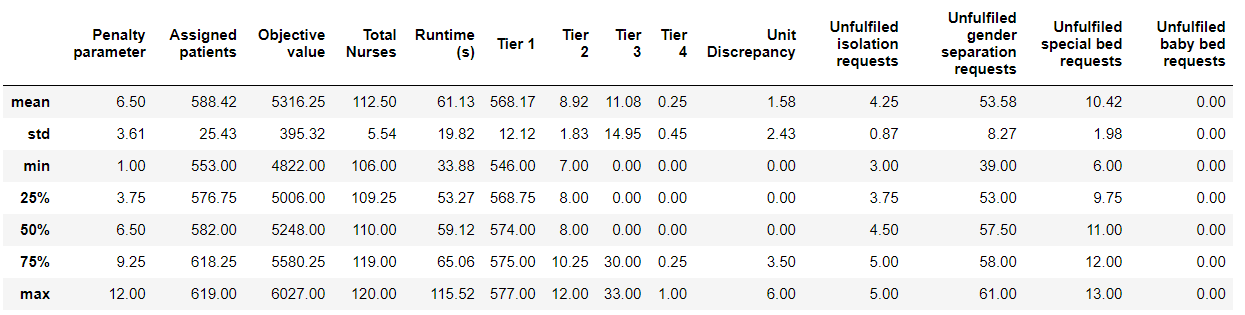 Penalty parameter Assigned patients Objective value Total Nurses Runtime (s) Tier 1 Tier 2 Tier 3 Tier 4 Unit Discrepancy Unfulfiled isolation requests Unfulfiled gender separation requests Unfulfiled special bed requests Unfulfiled baby bed requests
mean 6.50 588.42 5316.25 112.50 61.13 568.17 8.92 11.08 0.25 1.58 4.25 53.58 10.42 0.00
std 3.61 25.43 395.32 5.54 19.82 12.12 1.83 14.95 0.45 2.43 0.87 8.27 1.98 0.00
min 1.00 553.00 4822.00 106.00 33.88 546.00 7.00 0.00 0.00 0.00 3.00 39.00 6.00 0.00
25% 3.75 576.75 5006.00 109.25 53.27 568.75 8.00 0.00 0.00 0.00 3.75 53.00 9.75 0.00
50% 6.50 582.00 5248.00 110.00 59.12 574.00 8.00 0.00 0.00 0.00 4.50 57.50 11.00 0.00
75% 9.25 618.25 5580.25 119.00 65.06 575.00 10.25 30.00 0.25 3.50 5.00 58.00 12.00 0.00
max 12.00 619.00 6027.00 120.00 115.52 577.00 12.00 33.00 1.00 6.00 5.00 61.00 13.00 0.00